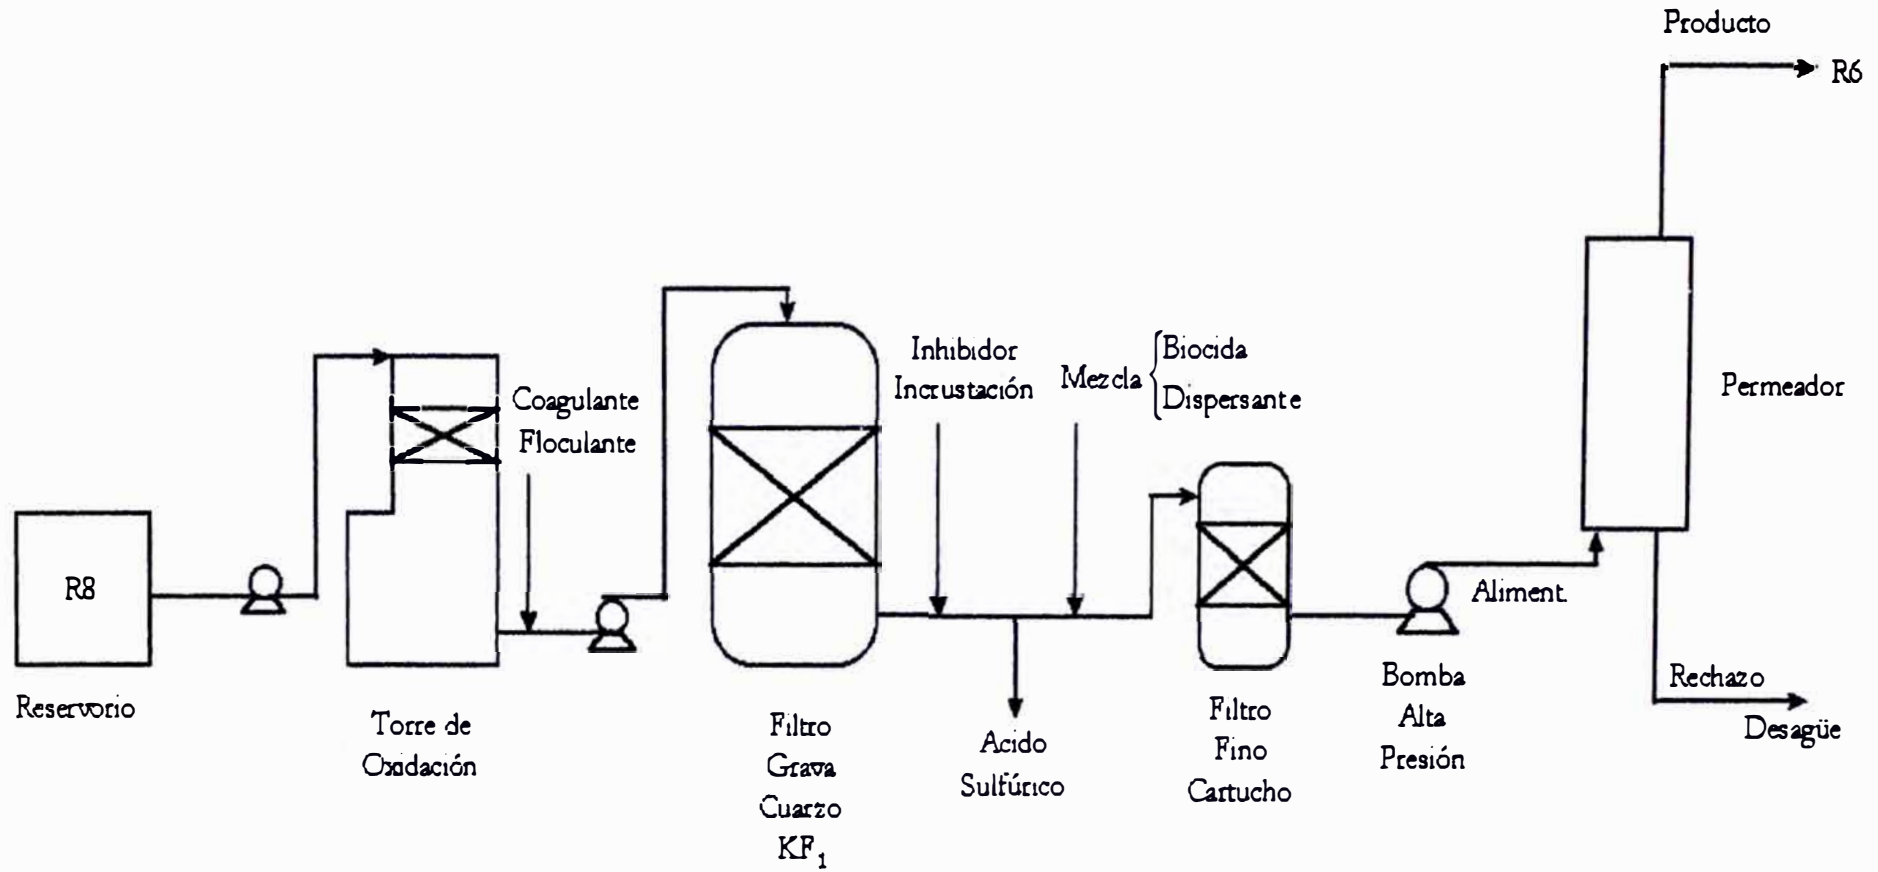 Producto
R6
Inhibidor
Incrustación
Mezcla
Biocida
Dispersante
Permeador
Coagulante
Floculante
R8
Aliment.
Reservorio
Torre de
Oxidación
Filtro
Grava
Cuarzo
KF1
Acido
Sulfúrico
Filtro
Fino
Cartucho
Bomba
Alta
Presión
Rechazo
Desagüe